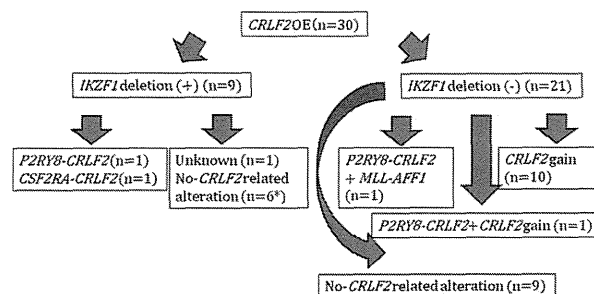 CRLF2OE(n=30)
IKZF1 deletion (+) (n=9)
IKZF1 deletion (-) (n=21)
P2RY8-CRLF2(n=1)
CSF2RA-CRLF2(n=1)
Unknown (n=1)
No-CRLF2related
alteration (n=6*)
P2RY8-CRLF2
+ MLL-AFF1
(n=1)
CRLF2gain
(n=10)
P2RY8-CRLF2+CRLF2gain (n=1)
No-CRLF2related alteration (n=9)